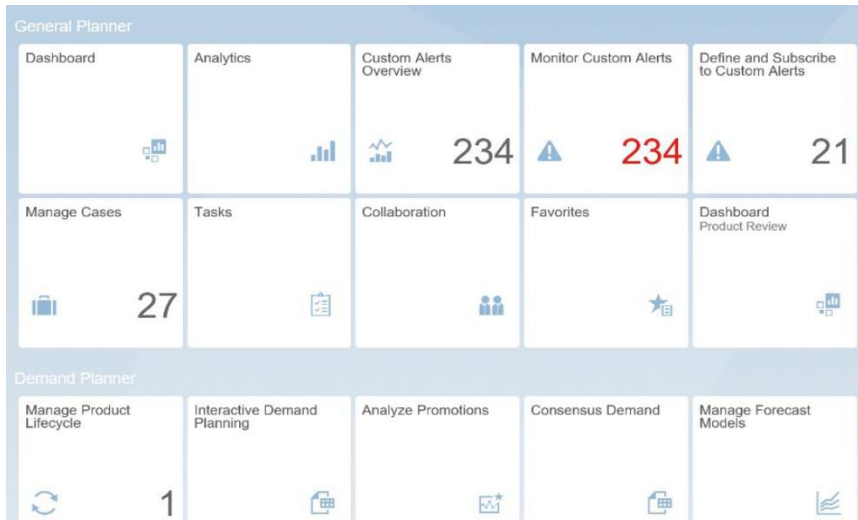 General Planner
Dashboard
Analytics
Custom Alerts
Overview
Monitor Custom Alerts
Define and Subscribe
to Custom Alerts
234
234
21
Manage Cases
Tasks
Collaboration
Favorites
Dashboard
Product Review
27
Demand Planner
Manage Product
Lifecycle
Interactive Demand
Planning
Analyze Promotions
Consensus Demand
Manage Forecast
Models
1